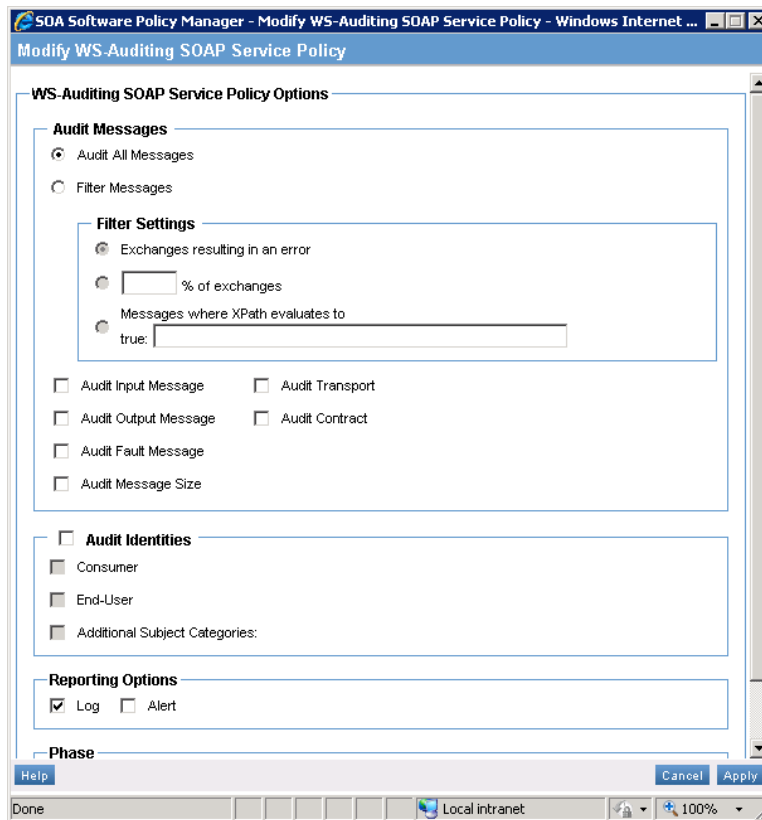 SOA Software Policy Manager - Modify WS-Auditing SOAP Service Policy - Windows Internet ...
Modify WS-Auditing SOAP Service Policy
WS-Auditing SOAP Service Policy Options
Audit Messages
Audit All Messages
Filter Messages
Filter Settings
Exchanges resulting in an error
% of exchanges
Messages where XPath evaluates to
true:
Audit Input Message Audit Transport
Audit Output Message Audit Contract
Audit Fault Message
Audit Message Size
Audit Identities
Consumer
End-User
Additional Subject Categories:
Reporting Options
Log Alert
Phase
Help Cancel Apply
Done Local intranet 100%